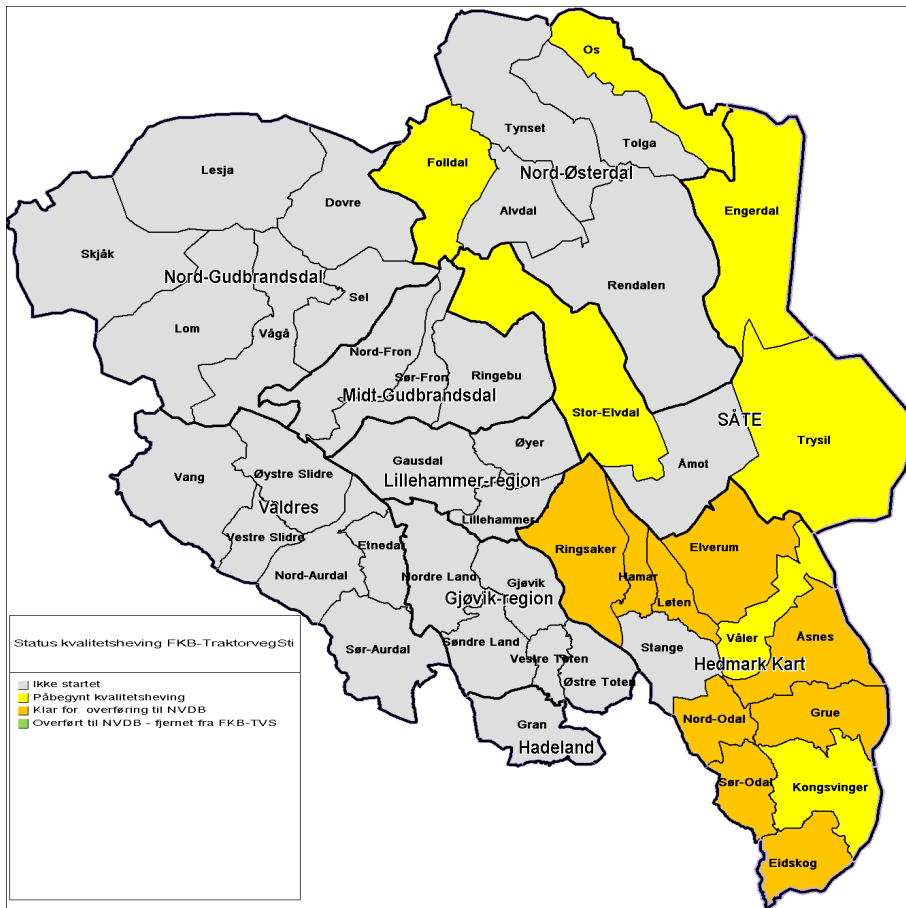 Os
Tynset
Tolga
Folldal
Lesja
Nord-Østerdal
Dovre
Alvdal
Engerdal
Skjåk
Nord-Gudbrandsdal
Rendalen
Sel
Lom
Vågå
Nord-Fron
Sør-Fron
Ringebu
Midt-Gudbrandsdal
Stor-Elvdal
SÅTE
Trysil
Øyer
Gausdal
Åmot
Vang
Øystre Slidre
Lillehammer-region
Valdres
Lillehammer
Vestre Slidre
Etnedal
Ringsaker
Elverum
Nord-Aurdal
Nordre Land
Gjøvik
Hamar
Gjøvik-region
Løten
Våler
Åsnes
Status kvalitetsheving FKB-TraktorvegSti
Sør-Aurdal
Søndre Land
Vestre Toten
Stange
Hedmark Kart
Østre Toten
Ikke startet
Påbegynt kvalitetsheving
Klar for overføring til NVDB
Overført til NVDB - fjernet fra FKB-TVS
Nord-Odal
Grue
Gran
Hadeland
Sør-Odal
Kongsvinger
Eidskog